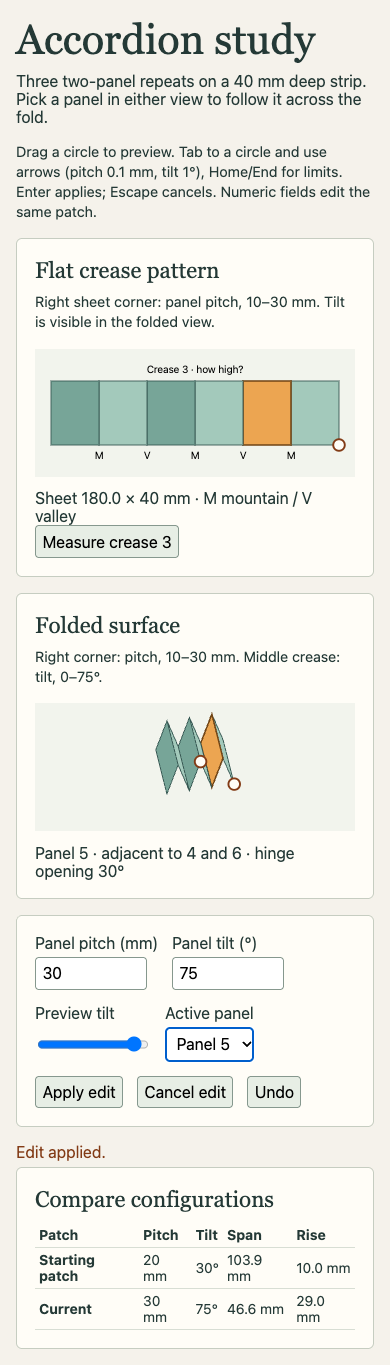 Accordion study
Three two-panel repeats on a 40 mm deep strip.
Pick a panel in either view to follow it across the
fold.
Drag a circle to preview. Tab to a circle and use
arrows (pitch 0.1 mm, tilt 1°), Home/End for limits.
Enter applies; Escape cancels. Numeric fields edit the
same patch.
Flat crease pattern
Right sheet corner: panel pitch, 10–30 mm. Tilt
is visible in the folded view.
Crease 3 · how high?
M V M V M
Sheet 180.0 × 40 mm · M mountain / V
valley
Measure crease 3
Folded surface
Right corner: pitch, 10–30 mm. Middle crease:
tilt, 0–75°.
Panel 5 · adjacent to 4 and 6 · hinge
opening 30°
Panel pitch (mm) Panel tilt (°)
30 75
Preview tilt Active panel
Panel 5
Apply edit Cancel edit Undo
Edit applied.
Compare configurations
Patch Pitch Tilt Span Rise
Starting patch 20 mm 30° 103.9 mm 10.0 mm
Current 30 mm 75° 46.6 mm 29.0 mm